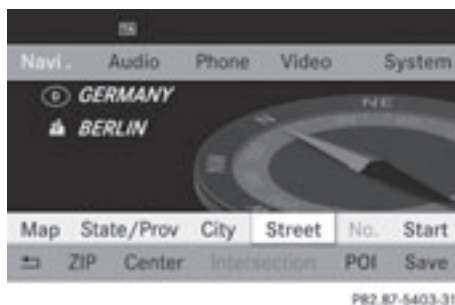 Navi Audio Phone Video System
GERMANY
NE
BERLIN
Map State/Prov City Street No. Start
ZIP Center Intersection POI Save
P82.87-5403-31